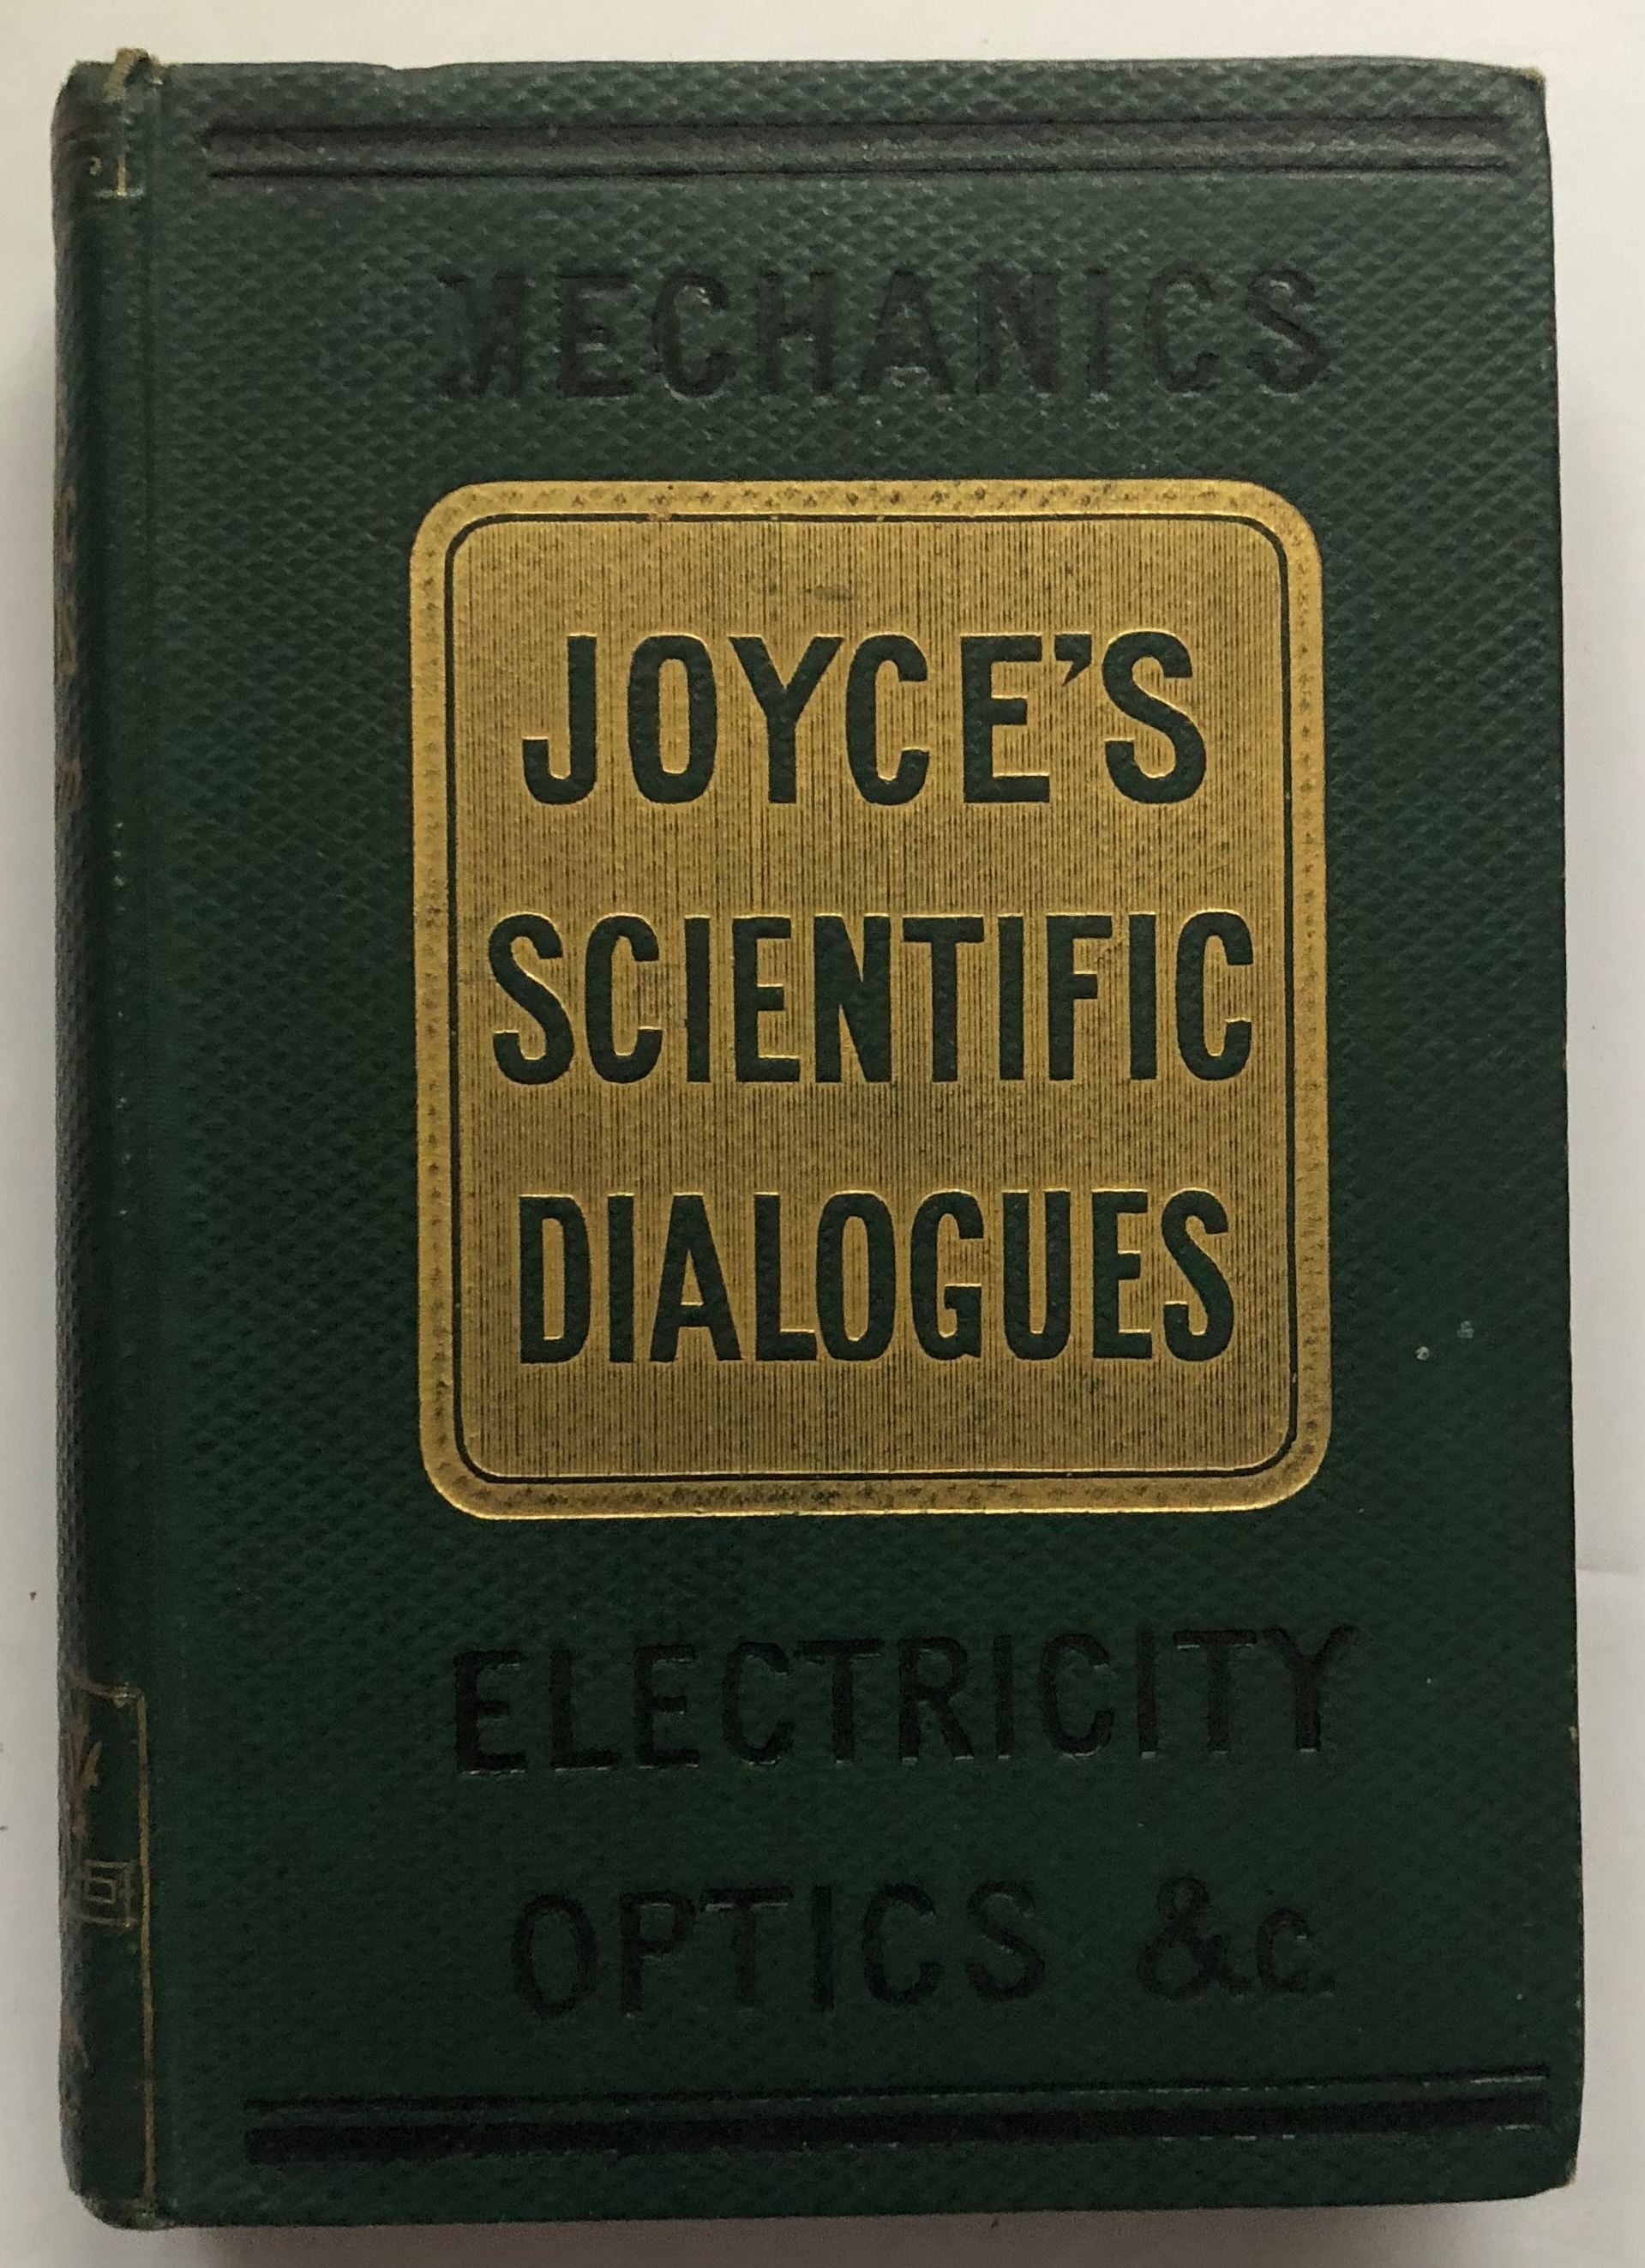 MECHANICS
JOYCE'S
SCIENTIFIC
DIALOGUES
ELECTRICITY
OPTICS &c.